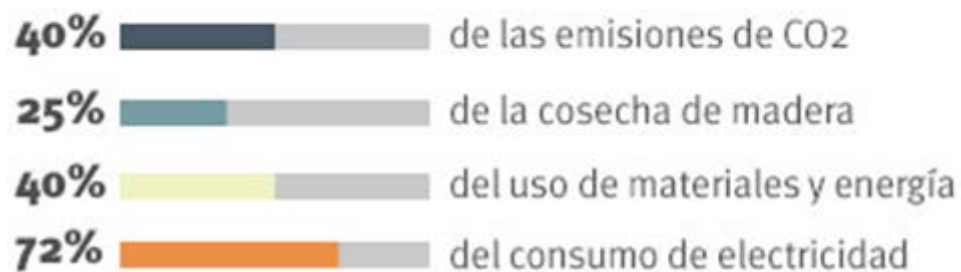 40% de las emisiones de CO2
25% de la cosecha de madera
40% del uso de materiales y energía
72% del consumo de electricidad